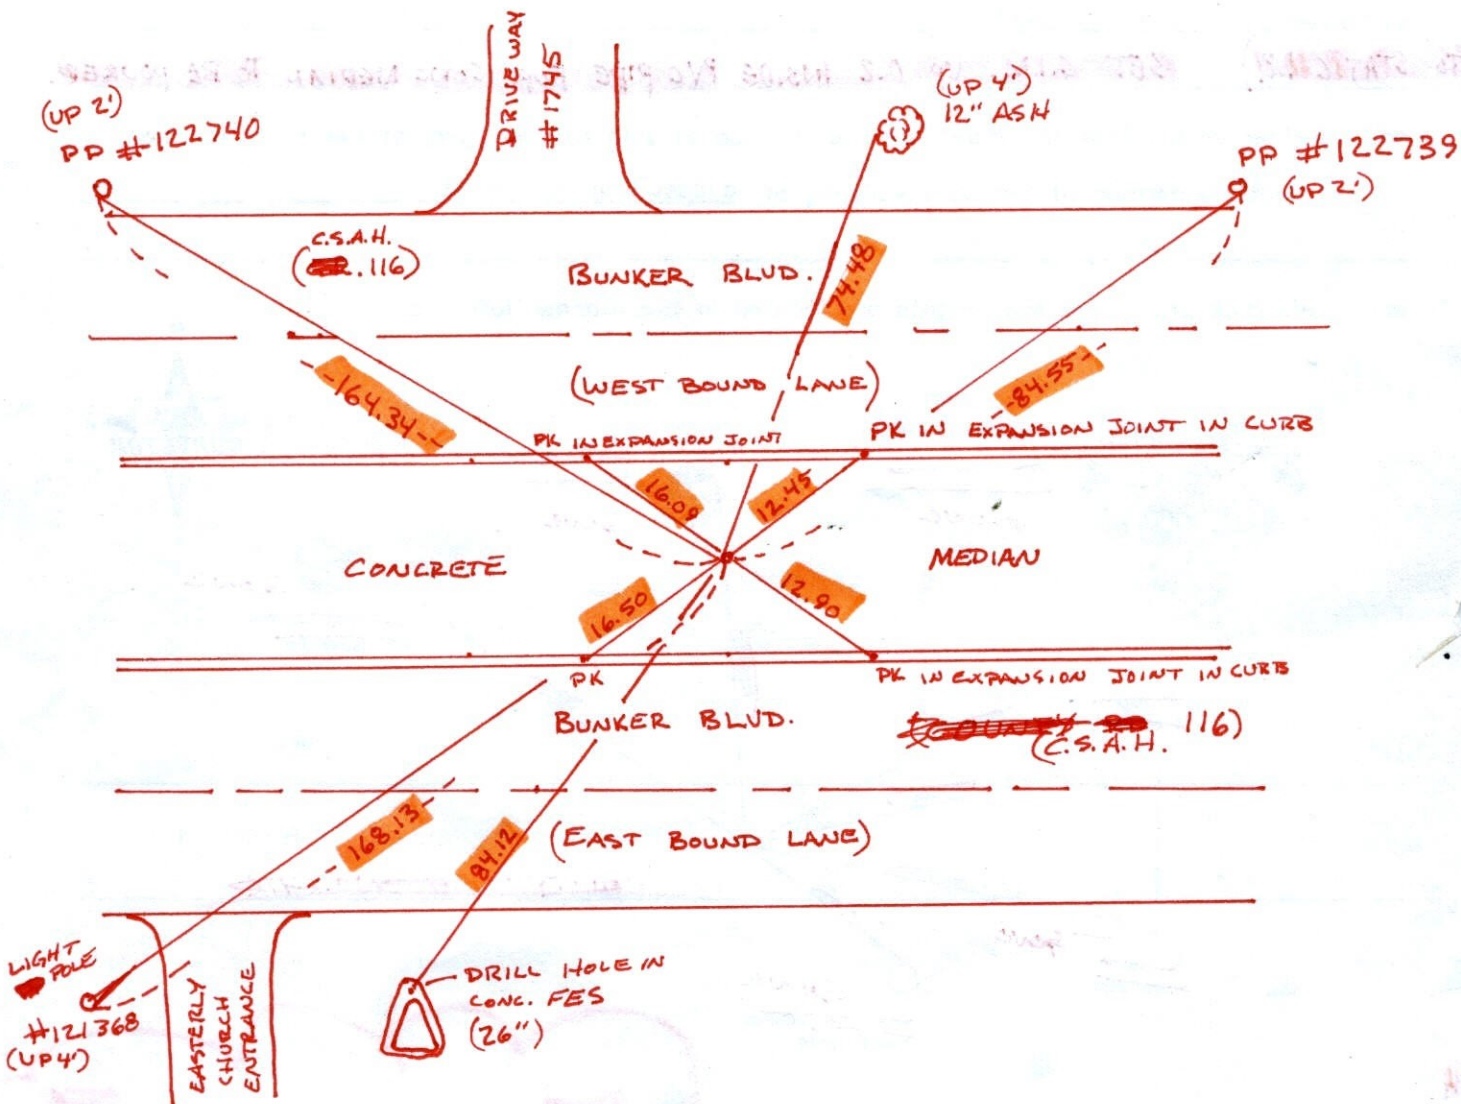 DRIVEWAY
#1745
(UP 2')
PP #122740
(UP 4')
12" ASH
PP #122739
(UP 2')
C.S.A.H.
(116)
BUNKER BLVD.
74.48
(WEST BOUND LANE)
-164.34-
-84.55-
PK IN EXPANSION JOINT
PK IN EXPANSION JOINT IN CURB
16.09
12.45
CONCRETE
MEDIAN
16.50
12.90
PK
PK IN EXPANSION JOINT IN CURB
BUNKER BLVD.
(COUNTY RD 116)
(C.S.A.H.
168.13
84.12
(EAST BOUND LANE)
LIGHT
POLE
#121368
(UP 4')
EASTERLY
CHURCH
ENTRANCE
DRILL HOLE IN
CONC. FES
(26")